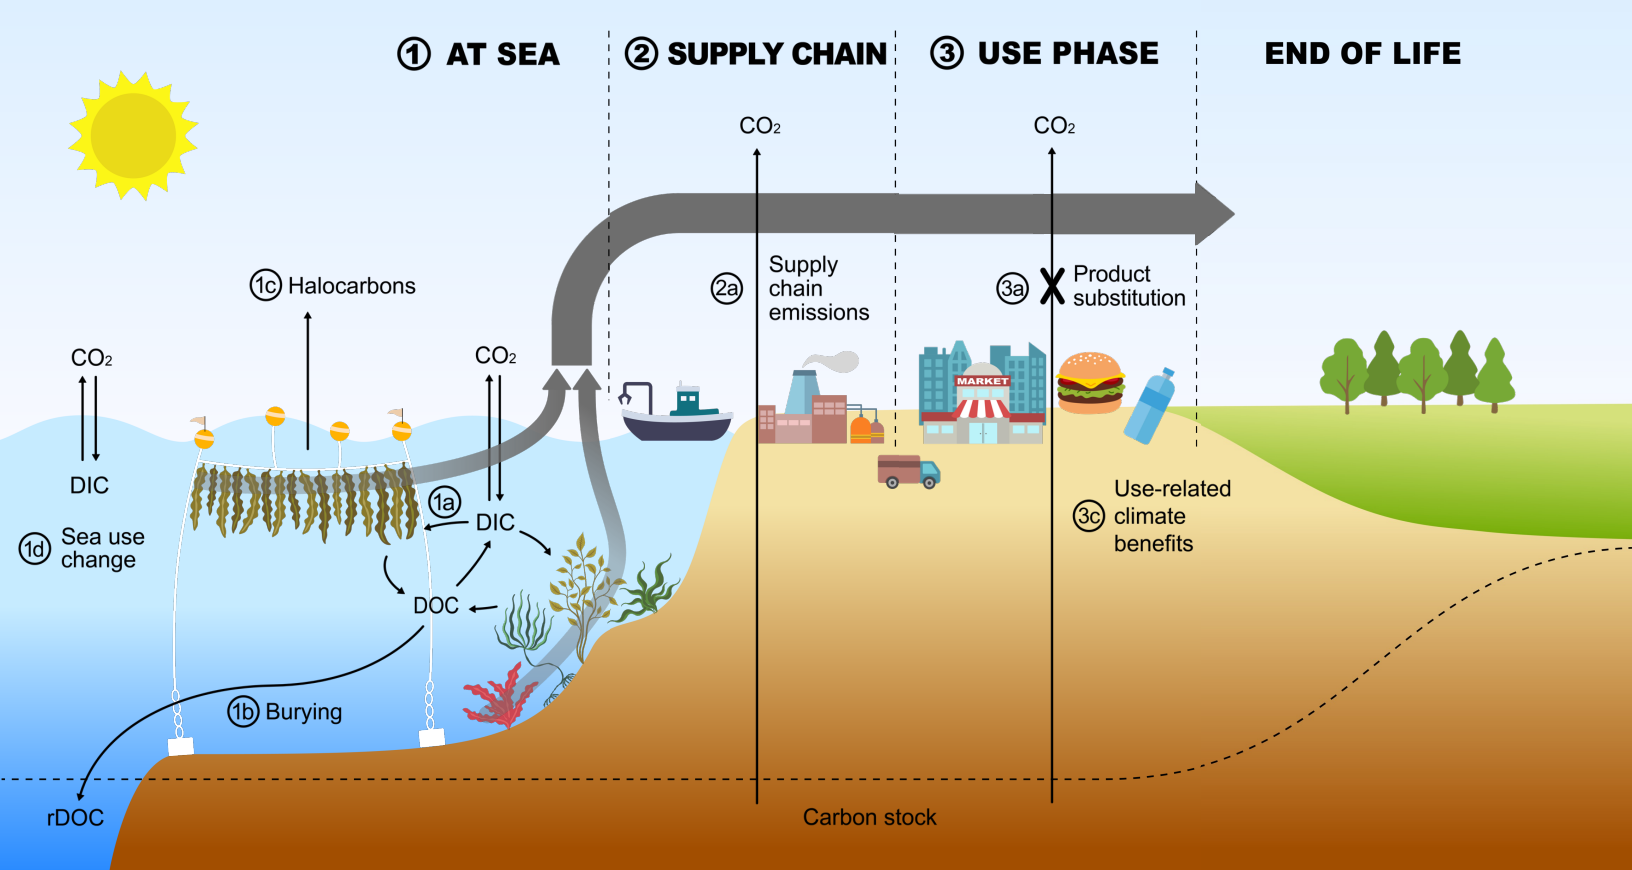 1 AT SEA
2 SUPPLY CHAIN
3 USE PHASE
END OF LIFE
CO₂
CO₂
2a
Supply
chain
emissions
3a
X
Product
substitution
1c Halocarbons
CO₂
CO₂
MARKET
DIC
1a
DIC
1d
Sea use
change
3c
Use-related
climate
benefits
DOC
1b Burying
rDOC
Carbon stock